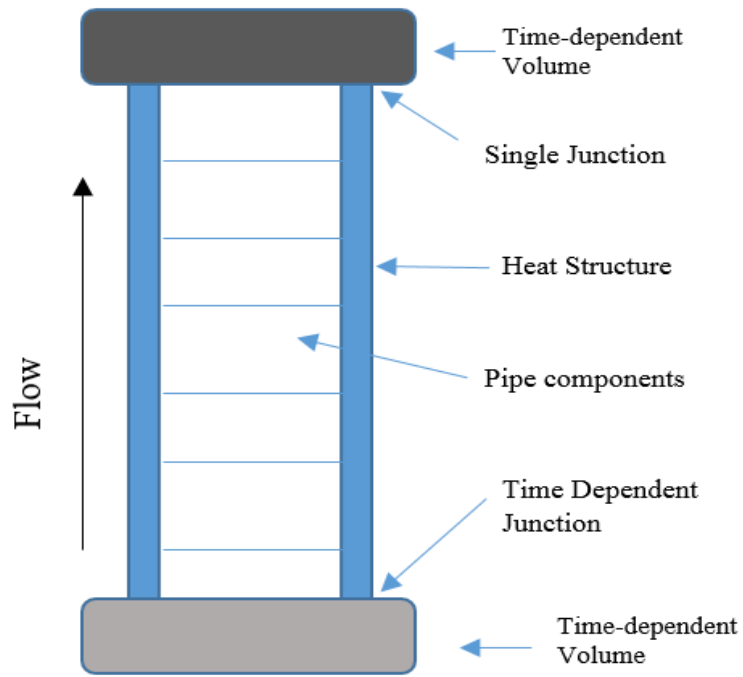 Time-dependent
Volume
Single Junction
Heat Structure
Flow
Pipe components
Time Dependent
Junction
Time-dependent
Volume